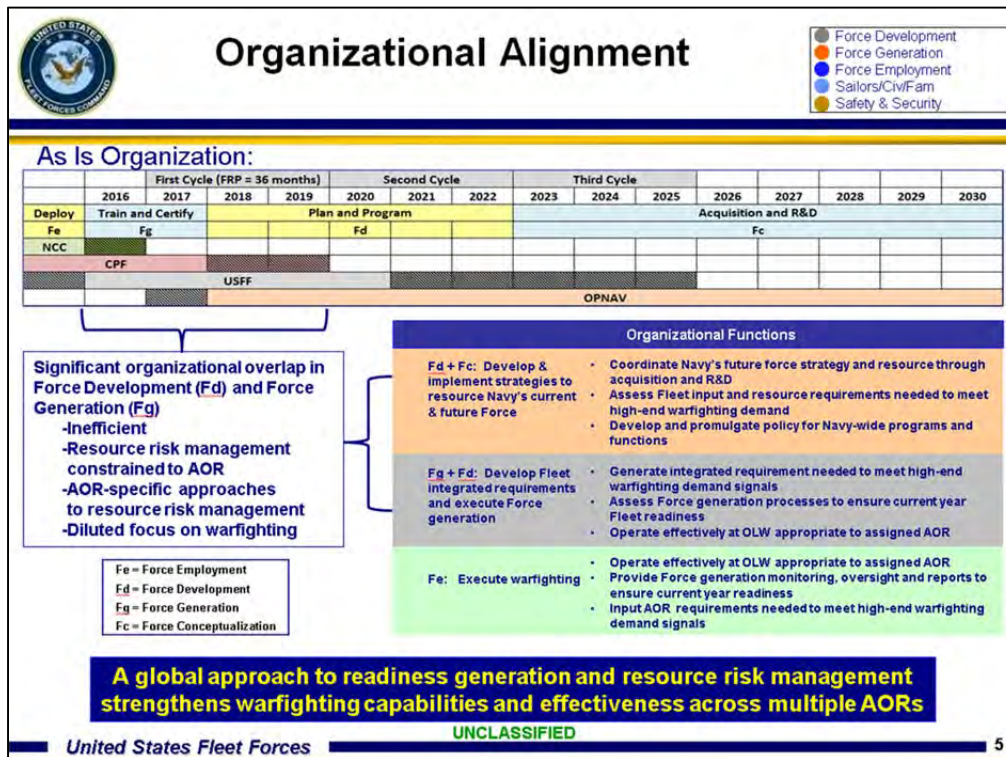 UNITED STATES
FLEET FORCES COMMAND
Organizational Alignment
Force Development
Force Generation
Force Employment
Sailors/Civ/Fam
Safety & Security
As Is Organization:
First Cycle (FRP = 36 months) Second Cycle Third Cycle
2016 2017 2018 2019 2020 2021 2022 2023 2024 2025 2026 2027 2028 2029 2030
Deploy Train and Certify Plan and Program Acquisition and R&D
Fe Fg Fd Fc
NCC
CPF
USFF
OPNAV
Significant organizational overlap in
Force Development (Fd) and Force
Generation (Fg)
-Inefficient
-Resource risk management
constrained to AOR
-AOR-specific approaches
to resource risk management
-Diluted focus on warfighting
Fe = Force Employment
Fd = Force Development
Fg = Force Generation
Fc = Force Conceptualization
Organizational Functions
Fd + Fc: Develop &
implement strategies to
resource Navy's current
& future Force
• Coordinate Navy's future force strategy and resource through
acquisition and R&D
• Assess Fleet input and resource requirements needed to meet
high-end warfighting demand
• Develop and promulgate policy for Navy-wide programs and
functions
Fg + Fd: Develop Fleet
integrated requirements
and execute Force
generation
• Generate integrated requirement needed to meet high-end
warfighting demand signals
• Assess Force generation processes to ensure current year
Fleet readiness
• Operate effectively at OLW appropriate to assigned AOR
Fe: Execute warfighting
• Operate effectively at OLW appropriate to assigned AOR
• Provide Force generation monitoring, oversight and reports to
ensure current year readiness
• Input AOR requirements needed to meet high-end warfighting
demand signals
A global approach to readiness generation and resource risk management
strengthens warfighting capabilities and effectiveness across multiple AORs
UNCLASSIFIED
United States Fleet Forces
5